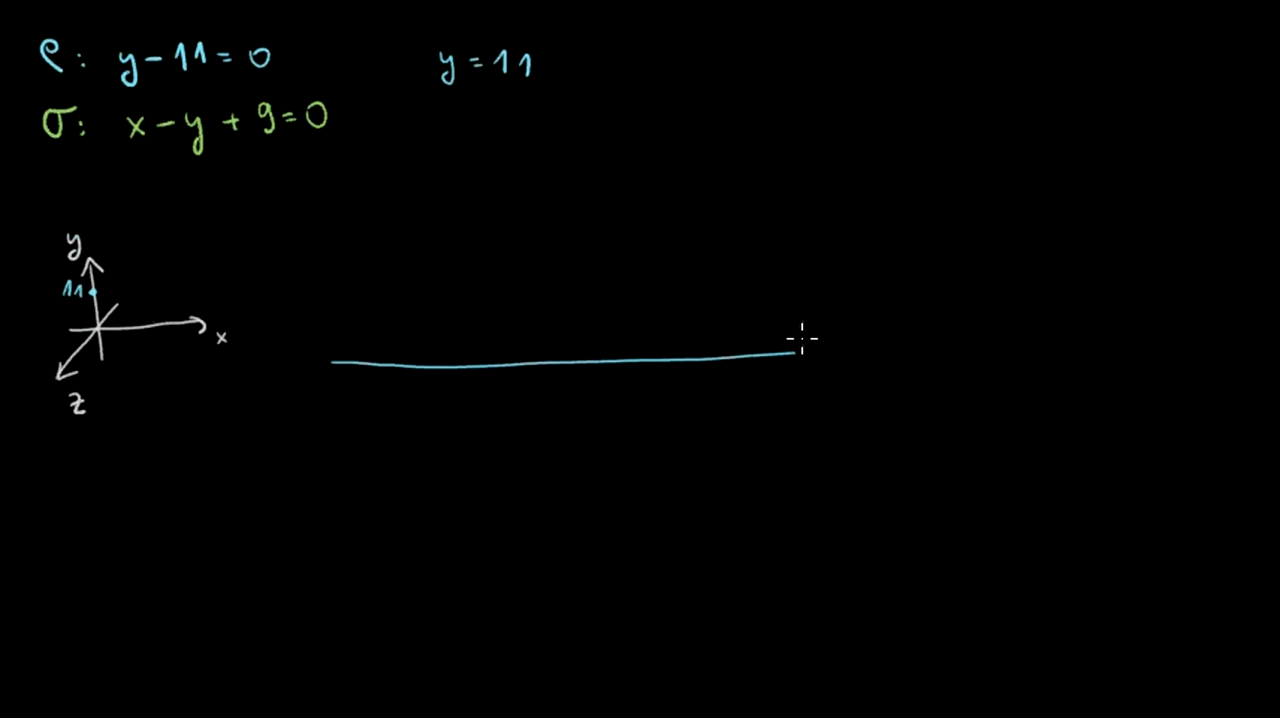 ρ: y - 11 = 0 y = 11
σ: x - y + 9 = 0
y
11
x
z